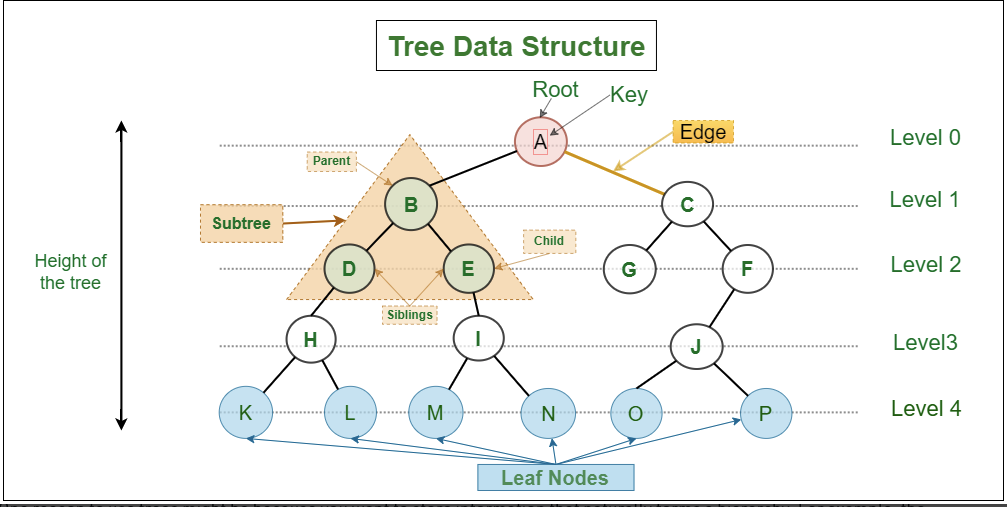 Tree Data Structure
Root
Key
A
Edge
Level 0
Parent
B
C
Level 1
Subtree
Child
D
E
G
F
Level 2
Height of
the tree
Siblings
H
I
J
Level3
K
L
M
N
O
P
Level 4
Leaf Nodes